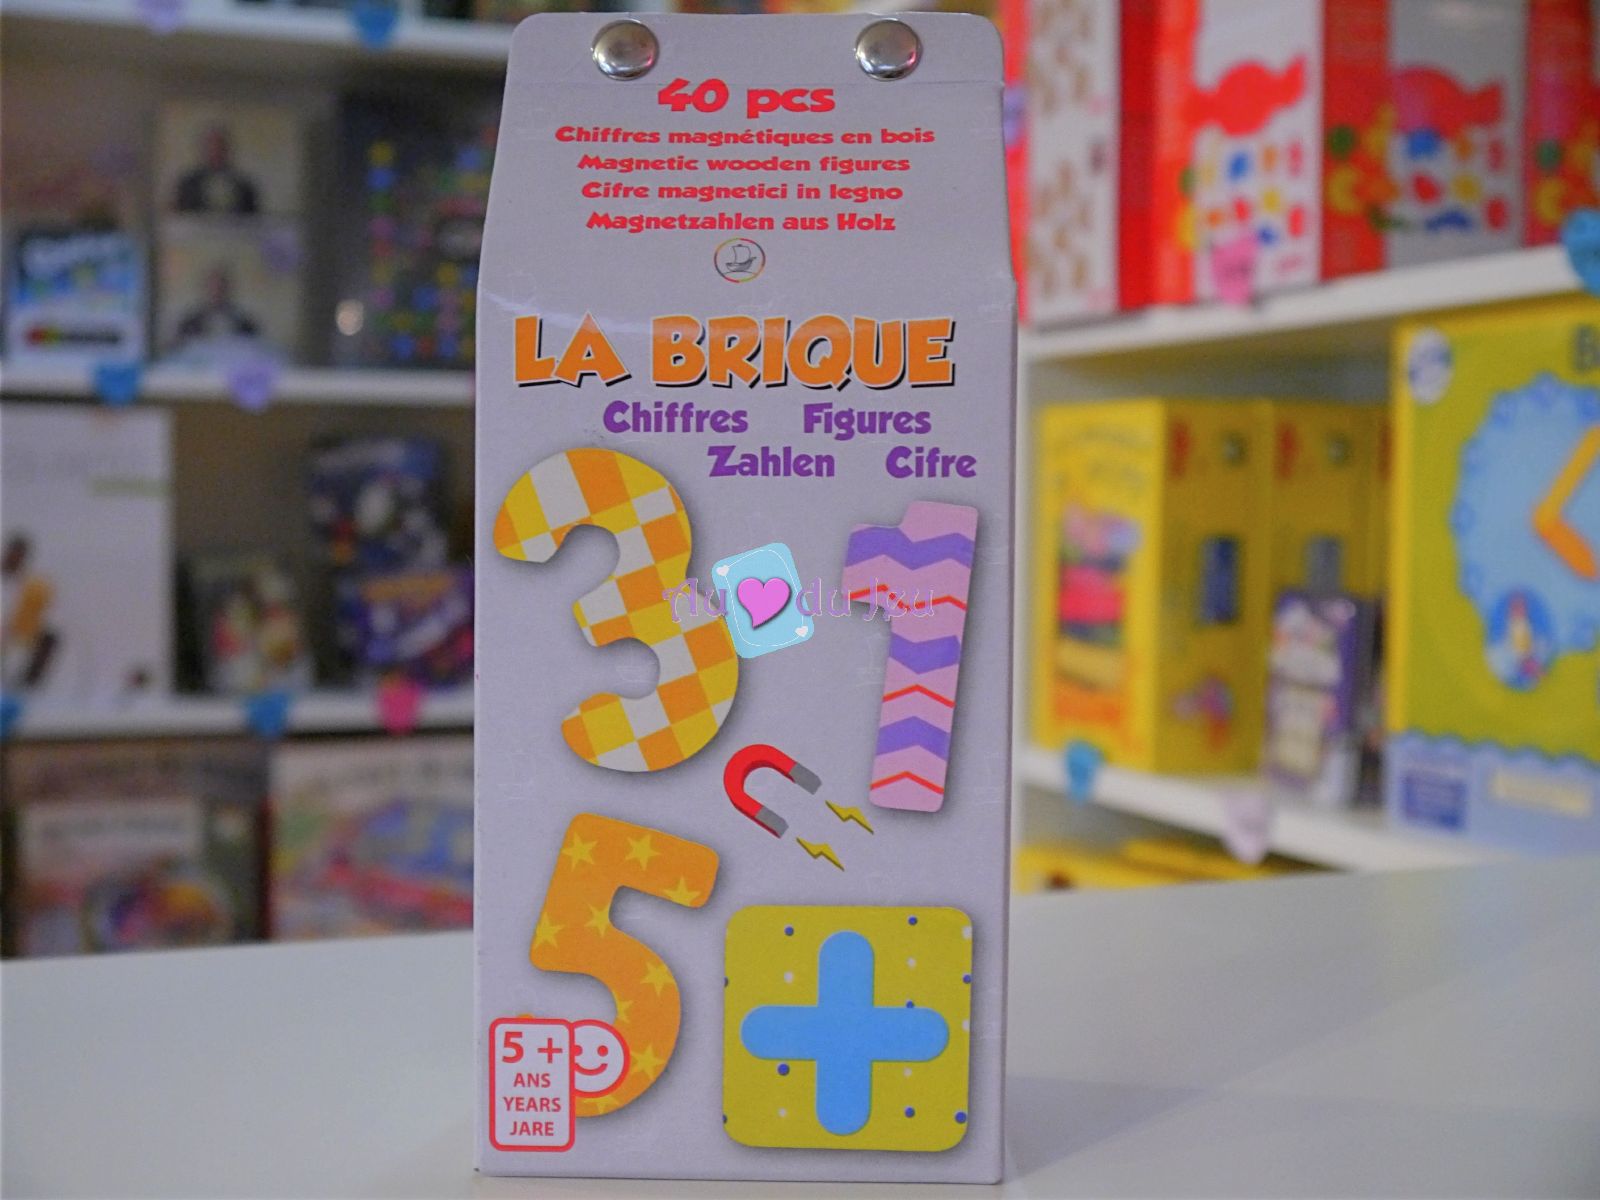 40 pcs
Chiffres magnétiques en bois
Magnetic wooden figures
Cifre magnetici in legno
Magnetzahlen aus Holz
LA BRIQUE
Chiffres Figures
Zahlen Cifre
3 1
Au du Jeu
5 +
5 +
ANS
YEARS
JARE